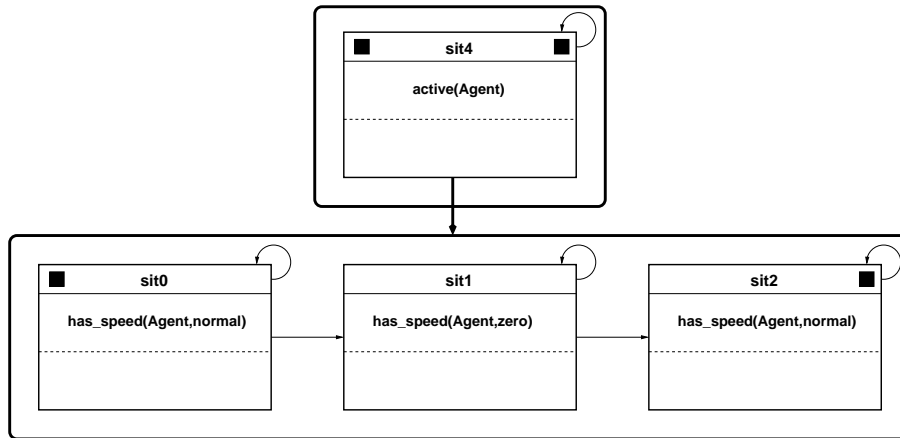 sit4
active(Agent)
sit0
sit1
sit2
has_speed(Agent,normal)
has_speed(Agent,zero)
has_speed(Agent,normal)